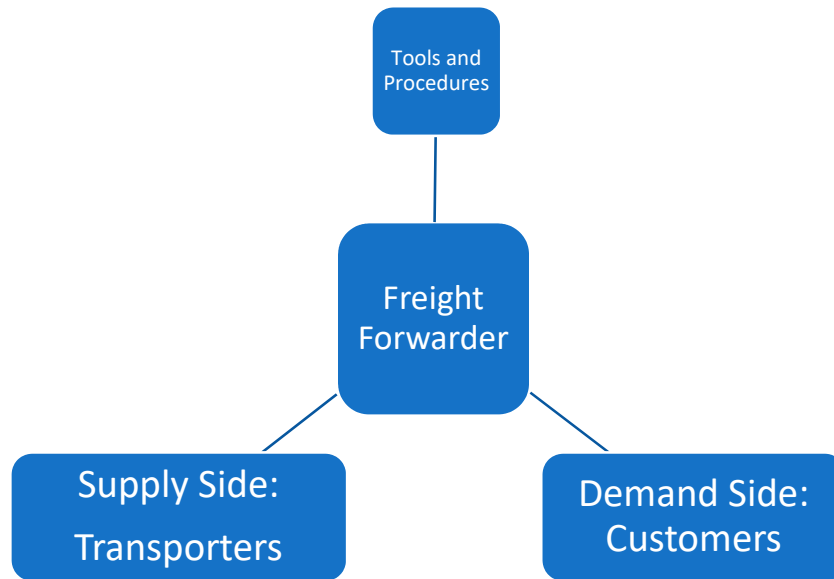 Tools and
Procedures
Freight
Forwarder
Supply Side:
Transporters
Demand Side:
Customers